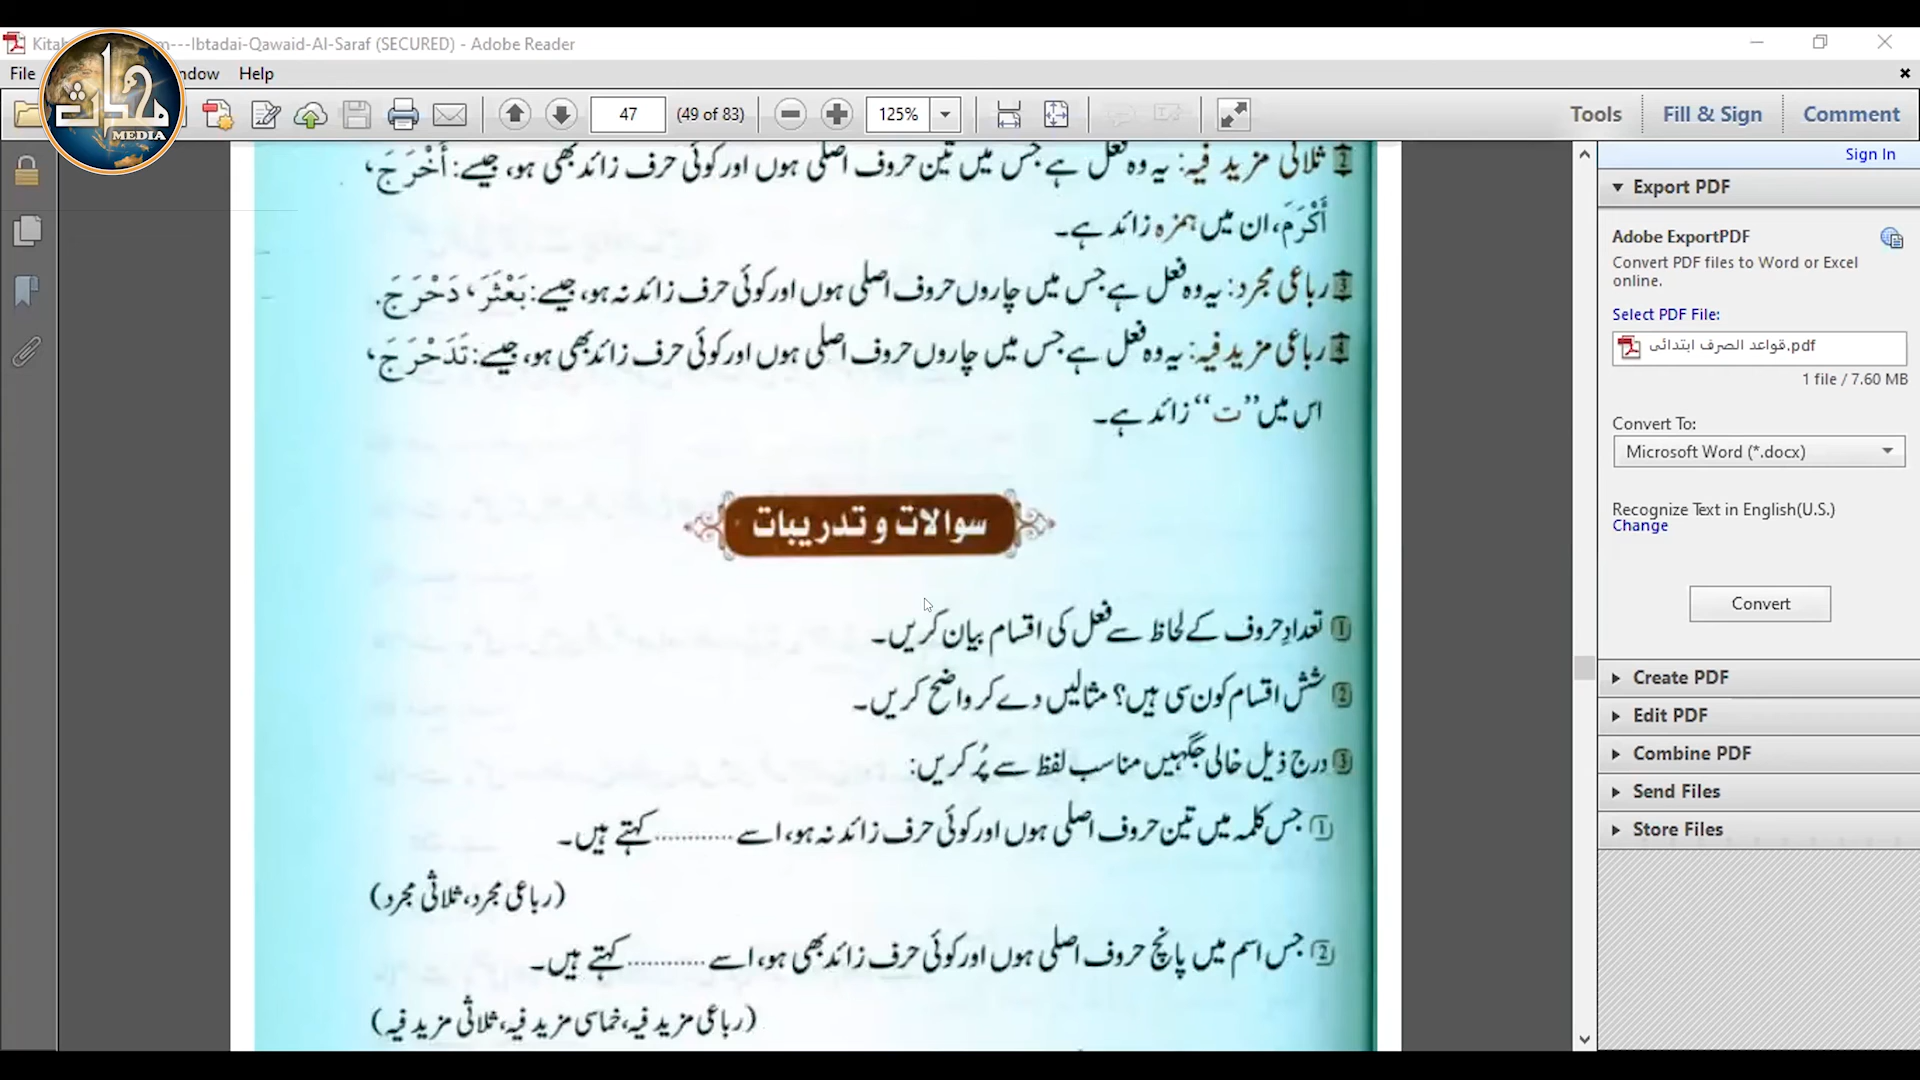 Kitab
m---Ibtadai-Qawaid-Al-Saraf (SECURED) - Adobe Reader
File
ndow Help
MEDIA
47 (49 of 83) 125%
Tools Fill & Sign Comment
Sign In
ثلاثی مزید فیہ: یہ وہ فعل ہے جس میں تین حروف اصلی ہوں اور کوئی حرف زائد بھی ہو، جیسے: أَخْرَجَ،
أَكْرَمَ، ان میں ہمزہ زائد ہے۔
3 رباعی مجرد: یہ وہ فعل ہے جس میں چاروں حروف اصلی ہوں اور کوئی حرف زائد نہ ہو، جیسے: بَعْثَرَ، دَحْرَجَ.
4 رباعی مزید فیہ: یہ وہ فعل ہے جس میں چاروں حروف اصلی ہوں اور کوئی حرف زائد بھی ہو، جیسے: تَدَحْرَجَ،
اس میں ”ت“ زائد ہے۔
سوالات و تدریبات
1 تعدادِ حروف کے لحاظ سے فعل کی اقسام بیان کریں۔
2 شش اقسام کون سی ہیں؟ مثالیں دے کر واضح کریں۔
3 درج ذیل خالی جگہیں مناسب لفظ سے پُر کریں:
1 جس کلمہ میں تین حروف اصلی ہوں اور کوئی حرف زائد نہ ہو، اسے ............ کہتے ہیں۔
(رباعی مجرد، ثلاثی مجرد)
2 جس اسم میں پانچ حروف اصلی ہوں اور کوئی حرف زائد بھی ہو، اسے ............ کہتے ہیں۔
(رباعی مزید فیہ، خماسی مزید فیہ، ثلاثی مزید فیہ)
Export PDF
Adobe ExportPDF
Convert PDF files to Word or Excel
online.
Select PDF File:
قواعد الصرف ابتدائی.pdf
1 file / 7.60 MB
Convert To:
Microsoft Word (*.docx)
Recognize Text in English(U.S.)
Change
Convert
Create PDF
Edit PDF
Combine PDF
Send Files
Store Files